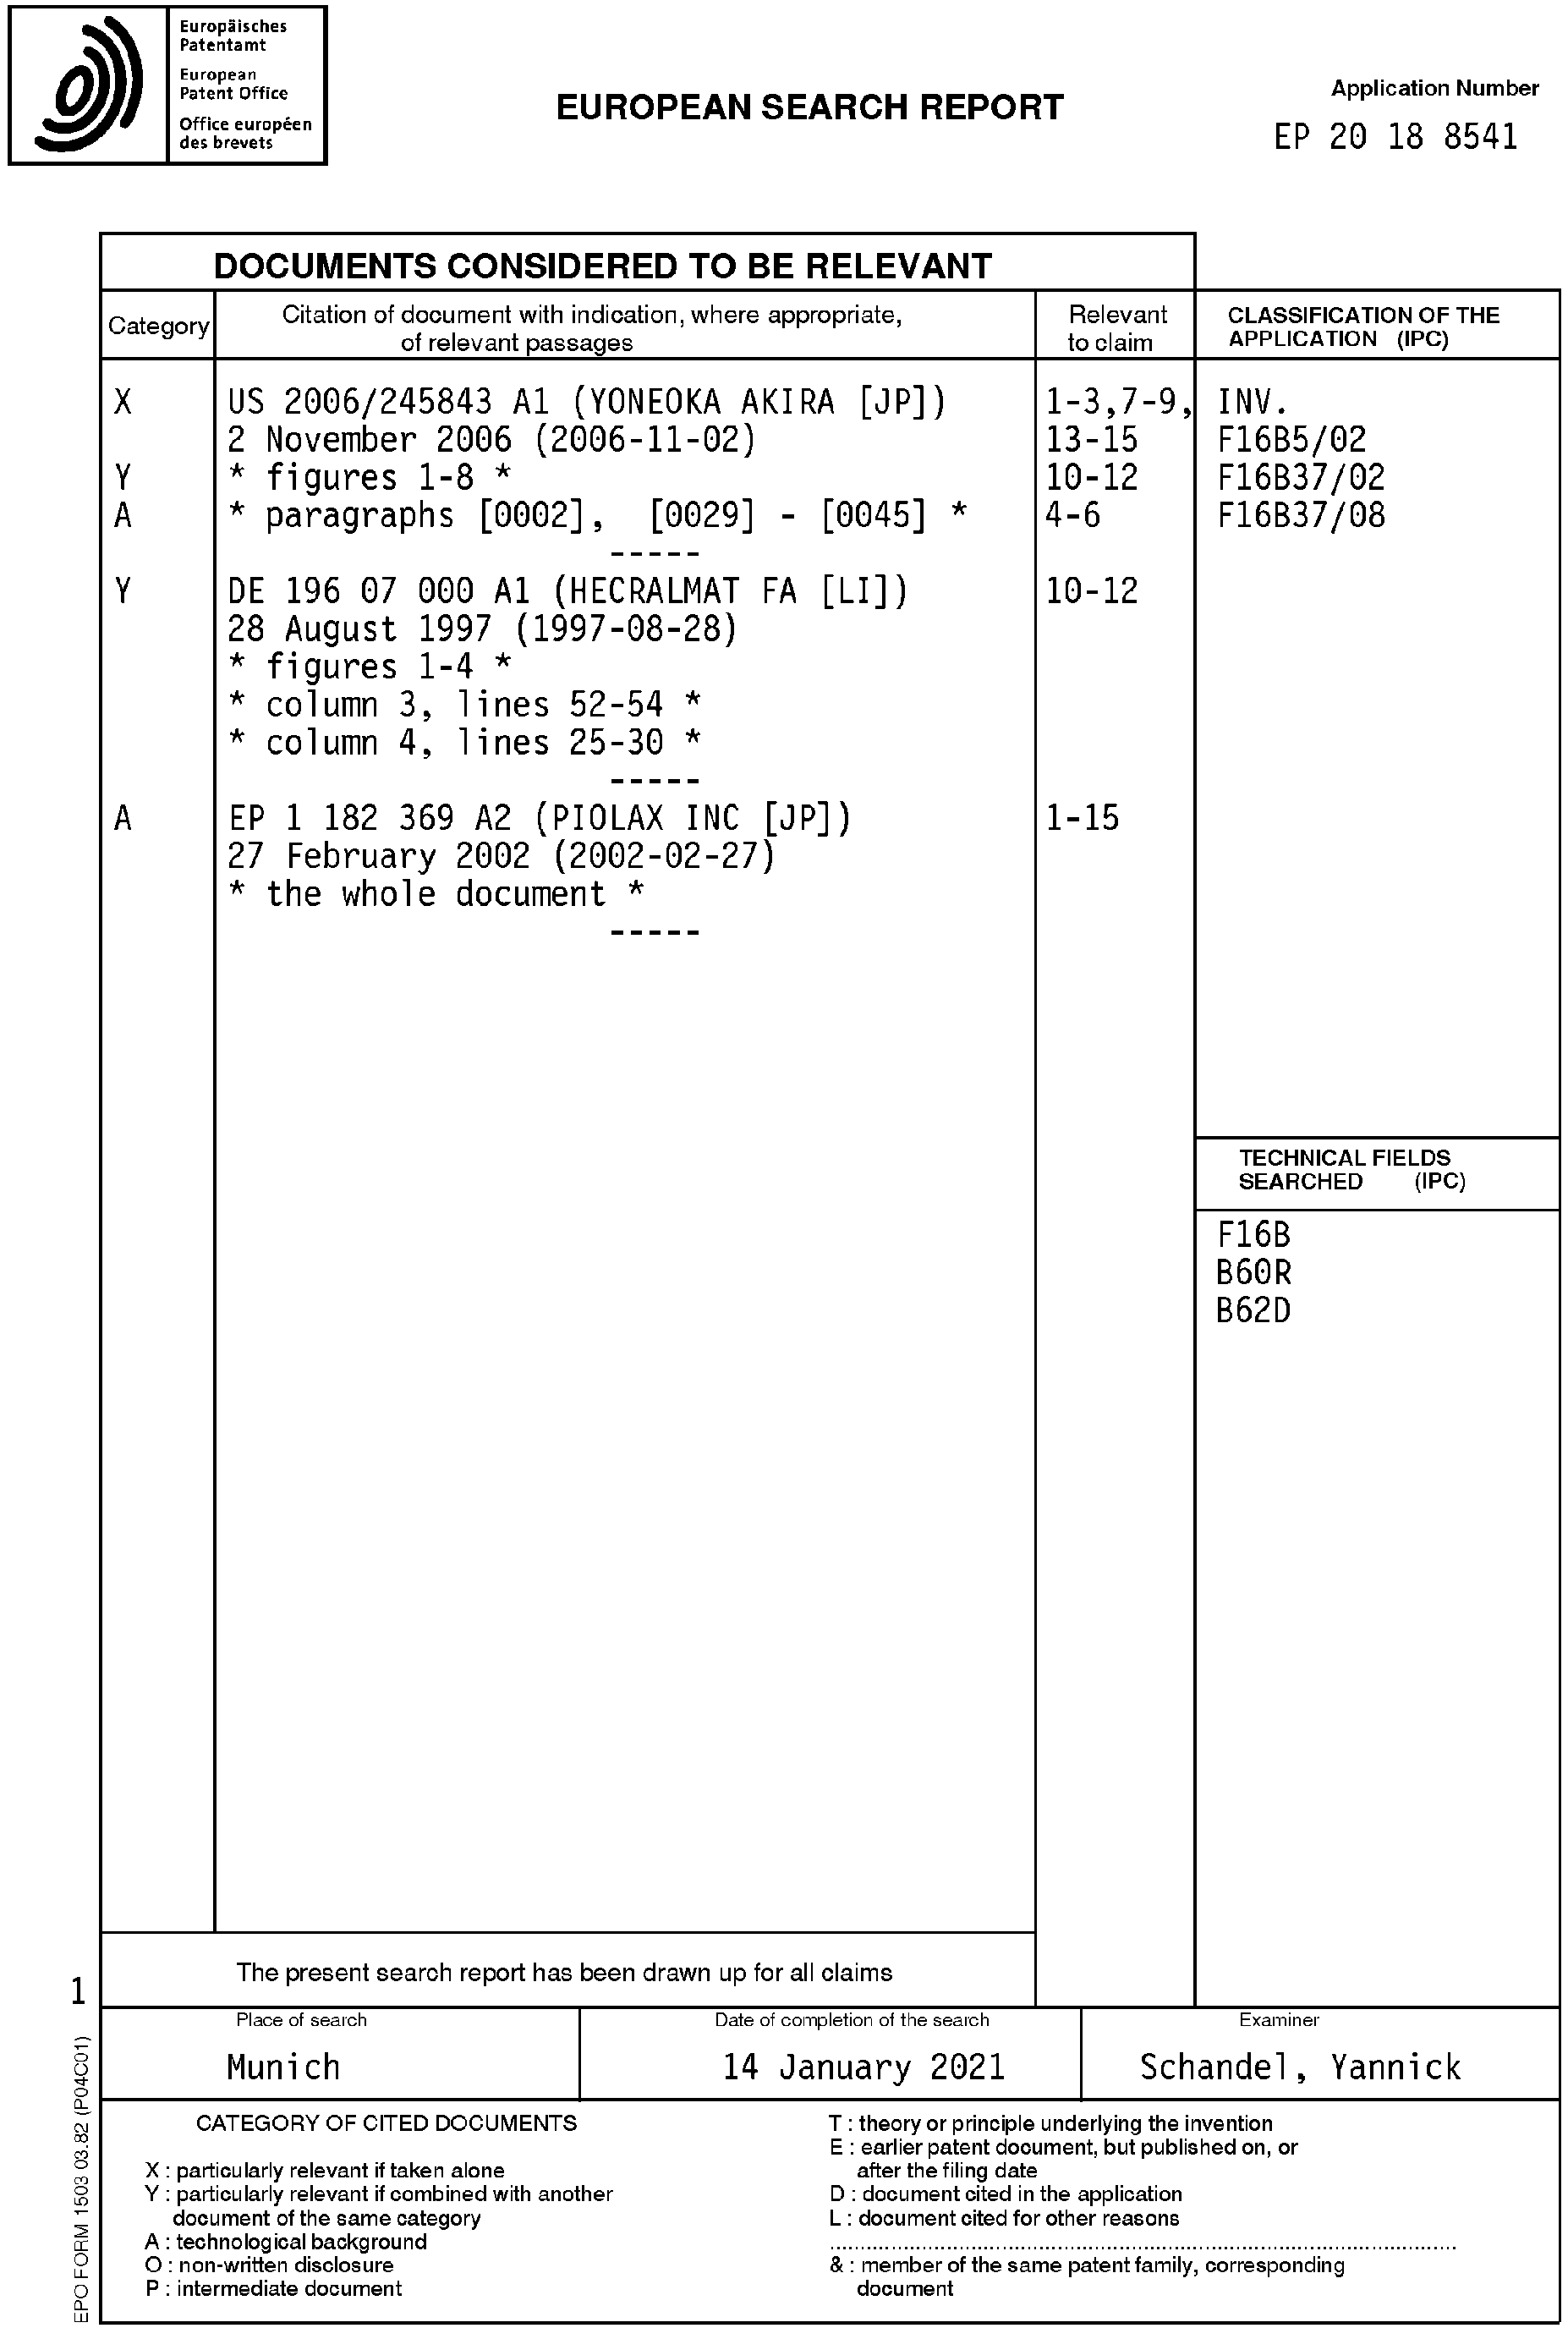 Europäisches
Patentamt
European
Patent Office
Office européen
des brevets
EUROPEAN SEARCH REPORT
Application Number
EP 20 18 8541
DOCUMENTS CONSIDERED TO BE RELEVANT
Category
Citation of document with indication, where appropriate,
of relevant passages
Relevant
to claim
CLASSIFICATION OF THE
APPLICATION (IPC)
X US 2006/245843 A1 (YONEOKA AKIRA [JP]) 1-3,7-9, INV.
2 November 2006 (2006-11-02) 13-15 F16B5/02
Y * figures 1-8 * 10-12 F16B37/02
A * paragraphs [0002], [0029] - [0045] * 4-6 F16B37/08
-----
Y DE 196 07 000 A1 (HECRALMAT FA [LI]) 10-12
28 August 1997 (1997-08-28)
* figures 1-4 *
* column 3, lines 52-54 *
* column 4, lines 25-30 *
-----
A EP 1 182 369 A2 (PIOLAX INC [JP]) 1-15
27 February 2002 (2002-02-27)
* the whole document *
-----
TECHNICAL FIELDS
SEARCHED (IPC)
F16B
B60R
B62D
The present search report has been drawn up for all claims
1
Place of search
Munich
Date of completion of the search
14 January 2021
Examiner
Schandel, Yannick
CATEGORY OF CITED DOCUMENTS
X : particularly relevant if taken alone
Y : particularly relevant if combined with another
document of the same category
A : technological background
O : non-written disclosure
P : intermediate document
T : theory or principle underlying the invention
E : earlier patent document, but published on, or
after the filing date
D : document cited in the application
L : document cited for other reasons
& : member of the same patent family, corresponding
document
EPO FORM 1503 03.82 (P04C01)